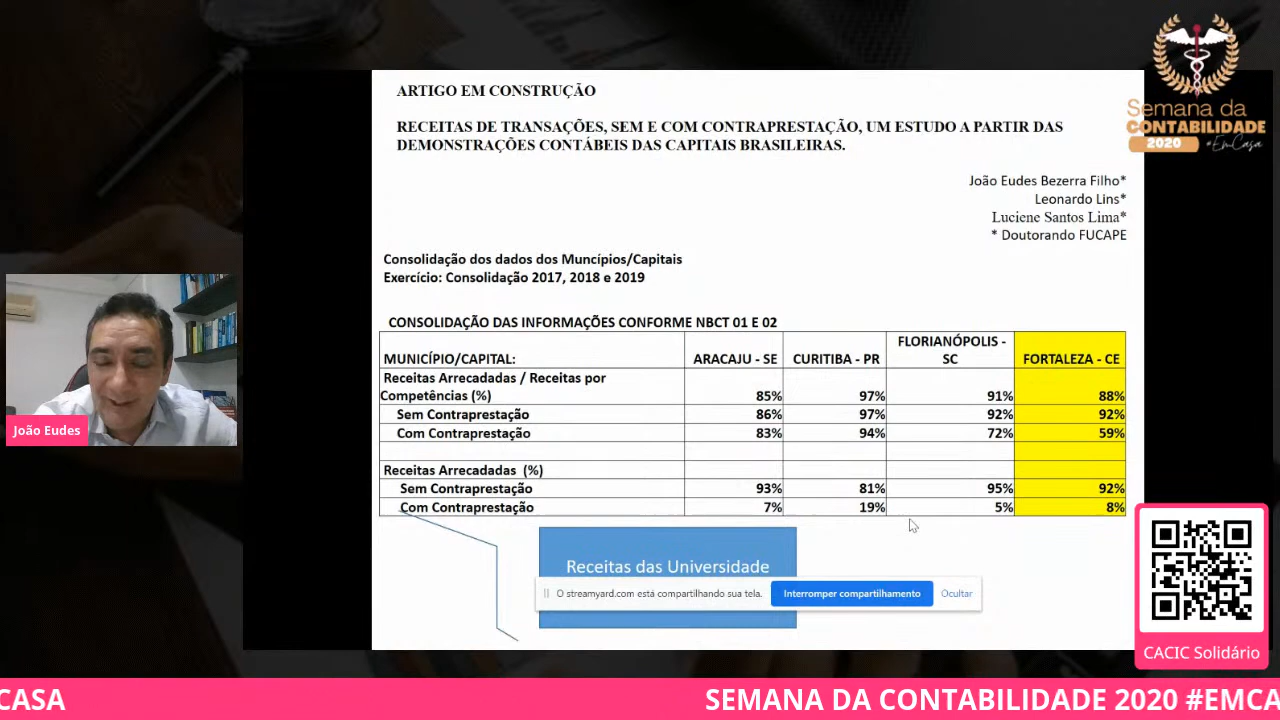 Semana da
CONTABILIDADE
2020 #EmCasa
ARTIGO EM CONSTRUÇÃO
RECEITAS DE TRANSAÇÕES, SEM E COM CONTRAPRESTAÇÃO, UM ESTUDO A PARTIR DAS
DEMONSTRAÇÕES CONTÁBEIS DAS CAPITAIS BRASILEIRAS.
João Eudes Bezerra Filho*
Leonardo Lins*
Luciene Santos Lima*
* Doutorando FUCAPE
Consolidação dos dados dos Muncípios/Capitais
Exercício: Consolidação 2017, 2018 e 2019
CONSOLIDAÇÃO DAS INFORMAÇÕES CONFORME NBCT 01 E 02
MUNICÍPIO/CAPITAL: ARACAJU - SE CURITIBA - PR FLORIANÓPOLIS - SC FORTALEZA - CE
Receitas Arrecadadas / Receitas por
Competências (%) 85% 97% 91% 88%
Sem Contraprestação 86% 97% 92% 92%
Com Contraprestação 83% 94% 72% 59%
Receitas Arrecadadas (%)
Sem Contraprestação 93% 81% 95% 92%
Com Contraprestação 7% 19% 5% 8%
Receitas das Universidade
O streamyard.com está compartilhando sua tela. Interromper compartilhamento Ocultar
João Eudes
CACIC Solidário
CASA SEMANA DA CONTABILIDADE 2020 #EMCA